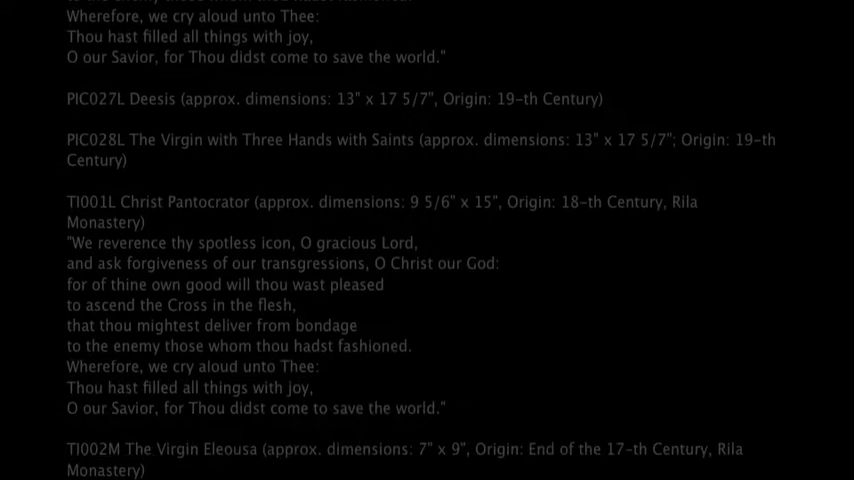 Wherefore, we cry aloud unto Thee:
Thou hast filled all things with joy,
O our Savior, for Thou didst come to save the world."
PIC027L Deesis (approx. dimensions: 13" x 17 5/7", Origin: 19-th Century)
PIC028L The Virgin with Three Hands with Saints (approx. dimensions: 13" x 17 5/7"; Origin: 19-th
Century)
TI001L Christ Pantocrator (approx. dimensions: 9 5/6" x 15", Origin: 18-th Century, Rila
Monastery)
"We reverence thy spotless icon, O gracious Lord,
and ask forgiveness of our transgressions, O Christ our God:
for of thine own good will thou wast pleased
to ascend the Cross in the flesh,
that thou mightest deliver from bondage
to the enemy those whom thou hadst fashioned.
Wherefore, we cry aloud unto Thee:
Thou hast filled all things with joy,
O our Savior, for Thou didst come to save the world."
TI002M The Virgin Eleousa (approx. dimensions: 7" x 9", Origin: End of the 17-th Century, Rila
Monastery)